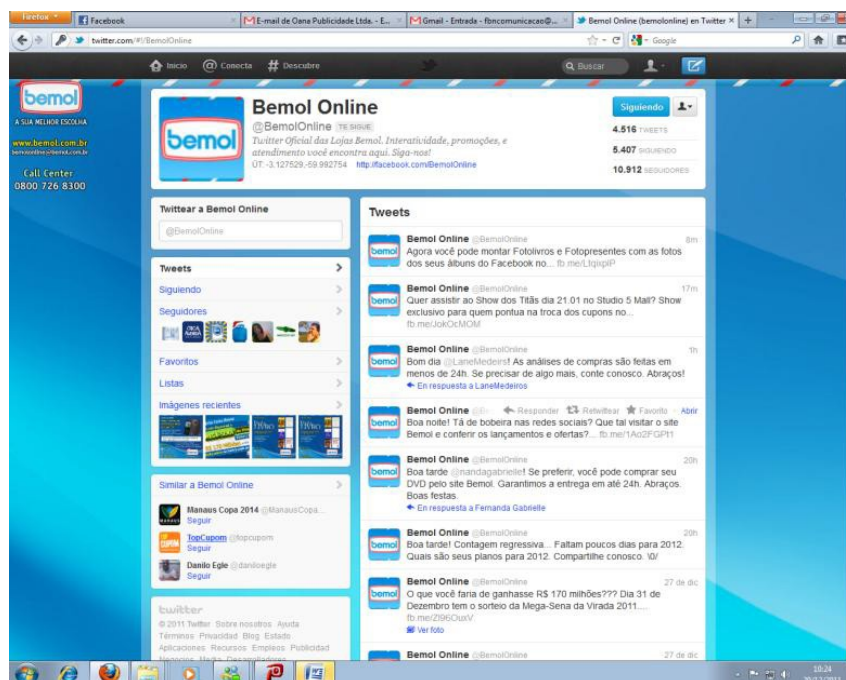 Firefox
Facebook
E-mail de Oana Publicidade Ltda. - E...
Gmail - Entrada - fbncomunicacao@...
Bemol Online (bemolonline) en Twitter
twitter.com/#!/BemolOnline
Google
Inicio
Conecta
Descubre
Buscar
bemol
A SUA MELHOR ESCOLHA
www.bemol.com.br
bemolonline@bemol.com.br
Call Center
0800 726 8300
bemol
Bemol Online
@BemolOnline TE SIGUE
Twitter Oficial das Lojas Bemol. Interatividade, promoções, e
atendimento você encontra aqui. Siga-nos!
ÜT: -3.127529,-59.992754 http://facebook.com/BemolOnline
Siguiendo
4.516 TWEETS
5.407 SIGUIENDO
10.912 SEGUIDORES
Twittear a Bemol Online
@BemolOnline
Tweets
Siguiendo
Seguidores
Favoritos
Listas
Imágenes recientes
Similar a Bemol Online
Manaus Copa 2014 @ManausCopa...
Seguir
TopCupom @topcupom
Seguir
Danilo Egle @daniloegle
Seguir
twitter
© 2011 Twitter Sobre nosotros Ayuda
Términos Privacidad Blog Estado
Aplicaciones Recursos Empleos Publicidad
Negocios Media Desarrolladores
Tweets
Bemol Online @BemolOnline 8m
Agora você pode montar Fotolivros e Fotopresentes com as fotos
dos seus álbuns do Facebook no...
Bemol Online @BemolOnline 17m
Quer assistir ao Show dos Titãs dia 21.01 no Studio 5 Mall? Show
exclusivo para quem pontua na troca dos cupons no...
fb.me/JokOcMOM
Bemol Online @BemolOnline 1h
Bom dia @LaneMedeirs! As análises de compras são feitas em
menos de 24h. Se precisar de algo mais, conte conosco. Abraços!
En respuesta a LaneMedeiros
Bemol Online Responder Retwittear Favorito Abrir
Boa noite! Tá de bobeira nas redes sociais? Que tal visitar o site
Bemol e conferir os lançamentos e ofertas?... fb.me/1Ao2FGPt1
Bemol Online @BemolOnline 20h
Boa tarde @nandagabrielle! Se preferir, você pode comprar seu
DVD pelo site Bemol. Garantimos a entrega em até 24h. Abraços.
Boas festas.
En respuesta a Fernanda Gabrielle
Bemol Online @BemolOnline 20h
Boa tarde! Contagem regressiva... Faltam poucos dias para 2012.
Quais são seus planos para 2012. Compartilhe conosco. \0/
Bemol Online @BemolOnline 27 de dic
O que você faria de ganhasse R$ 170 milhões??? Dia 31 de
Dezembro tem o sorteio da Mega-Sena da Virada 2011....
fb.me/ZI96OuxV
Ver foto
Bemol Online @BemolOnline 27 de dic
10:24